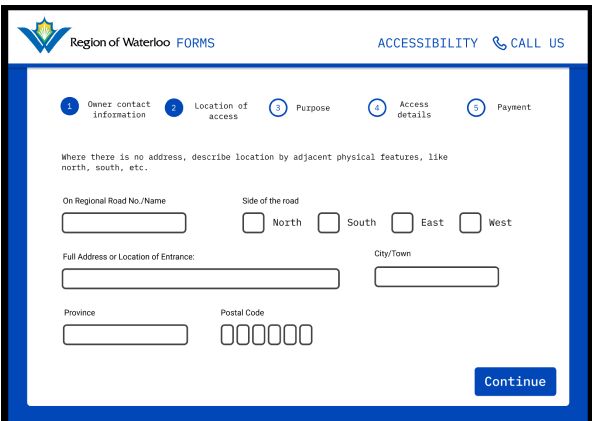 Region of Waterloo FORMS
ACCESSIBILITY
CALL US
1
Owner contact
information
2
Location of
access
3
Purpose
4
Access
details
5
Payment
Where there is no address, describe location by adjacent physical features, like
north, south, etc.
On Regional Road No./Name
Side of the road
North
South
East
West
Full Address or Location of Entrance:
City/Town
Province
Postal Code
Continue